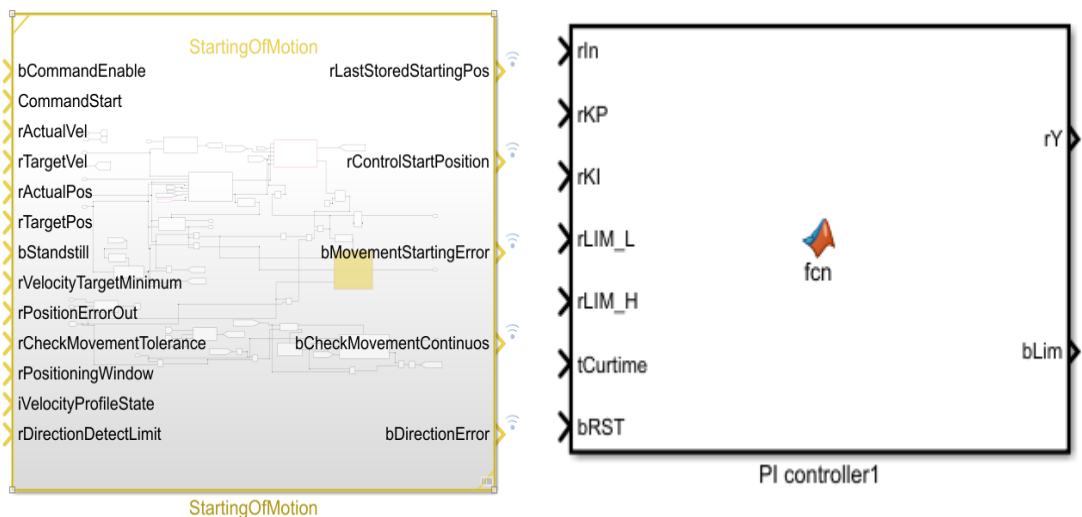 StartingOfMotion
bCommandEnable
CommandStart
rActualVel
rTargetVel
rActualPos
rTargetPos
bStandstill
rVelocityTargetMinimum
rPositionErrorOut
rCheckMovementTolerance
rPositioningWindow
iVelocityProfileState
rDirectionDetectLimit
rLastStoredStartingPos
rControlStartPosition
bMovementStartingError
bCheckMovementContinuos
bDirectionError
StartingOfMotion
rIn
rKP
rKI
rLIM_L
rLIM_H
tCurtime
bRST
fcn
rY
bLim
PI controller1